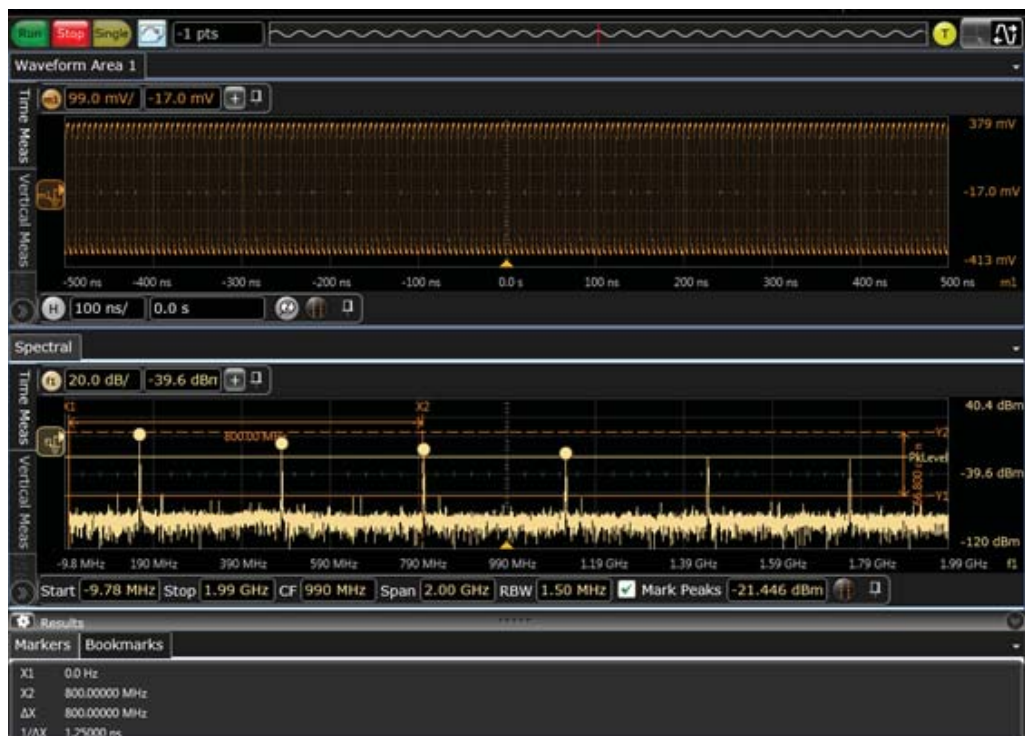 Run Stop Single -1 pts T
Waveform Area 1
Time Meas
Vertical Meas
m1 99.0 mV/ -17.0 mV +
379 mV
-17.0 mV
-413 mV
-500 ns -400 ns -300 ns -200 ns -100 ns 0.0 s 100 ns 200 ns 300 ns 400 ns 500 ns m1
H 100 ns/ 0.0 s
Spectral
Time Meas
Vertical Meas
f1 20.0 dB/ -39.6 dBm +
X1 X2
800.00 MHz
40.4 dBm
Y2
PkLevel
-39.6 dBm
Y1
-120 dBm
-9.8 MHz 190 MHz 390 MHz 590 MHz 790 MHz 990 MHz 1.19 GHz 1.39 GHz 1.59 GHz 1.79 GHz 1.99 GHz f1
Start -9.78 MHz Stop 1.99 GHz CF 990 MHz Span 2.00 GHz RBW 1.50 MHz Mark Peaks -21.446 dBm
Results
Markers Bookmarks
X1 0.0 Hz
X2 800.00000 MHz
ΔX 800.00000 MHz
1/ΔX 1.25000 ns